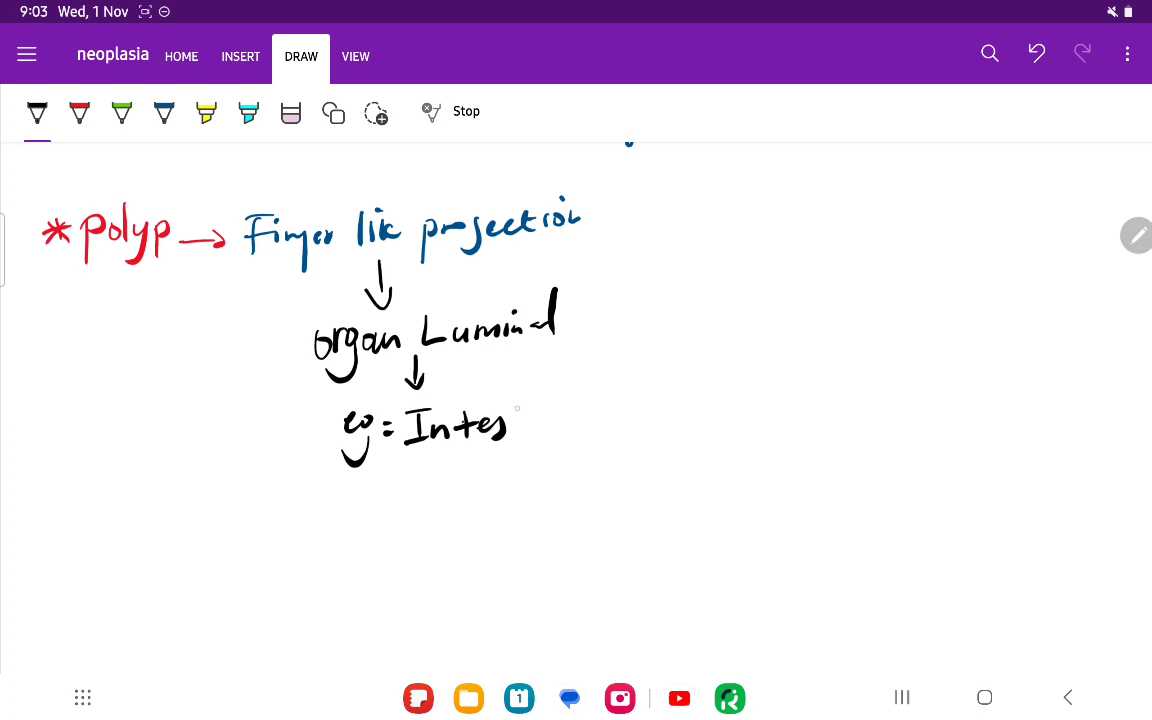 9:03 Wed, 1 Nov
neoplasia HOME INSERT DRAW VIEW
Stop
*Polyp → Finger like projection
↓
organ Luminal
↓
eg = Intes
1